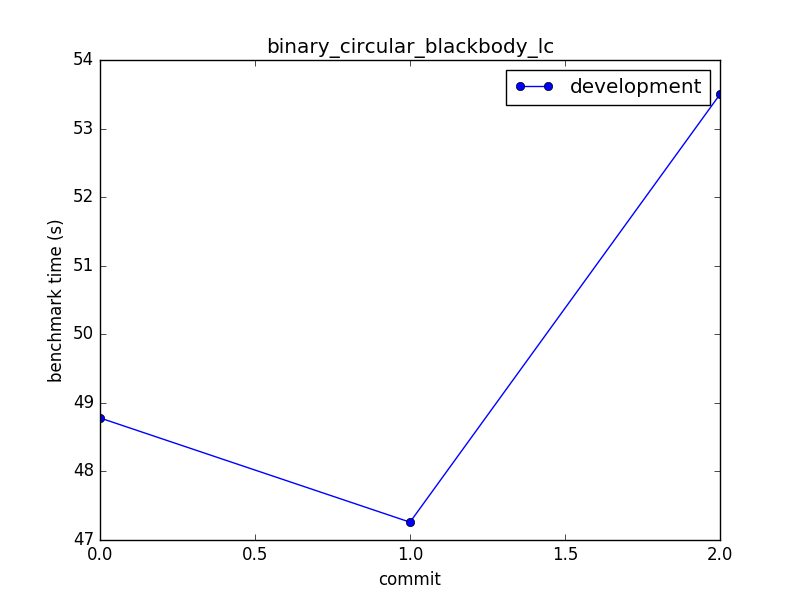 binary_circular_blackbody_lc
development
54
53
52
51
50
49
48
47
benchmark time (s)
0.0 0.5 1.0 1.5 2.0
commit